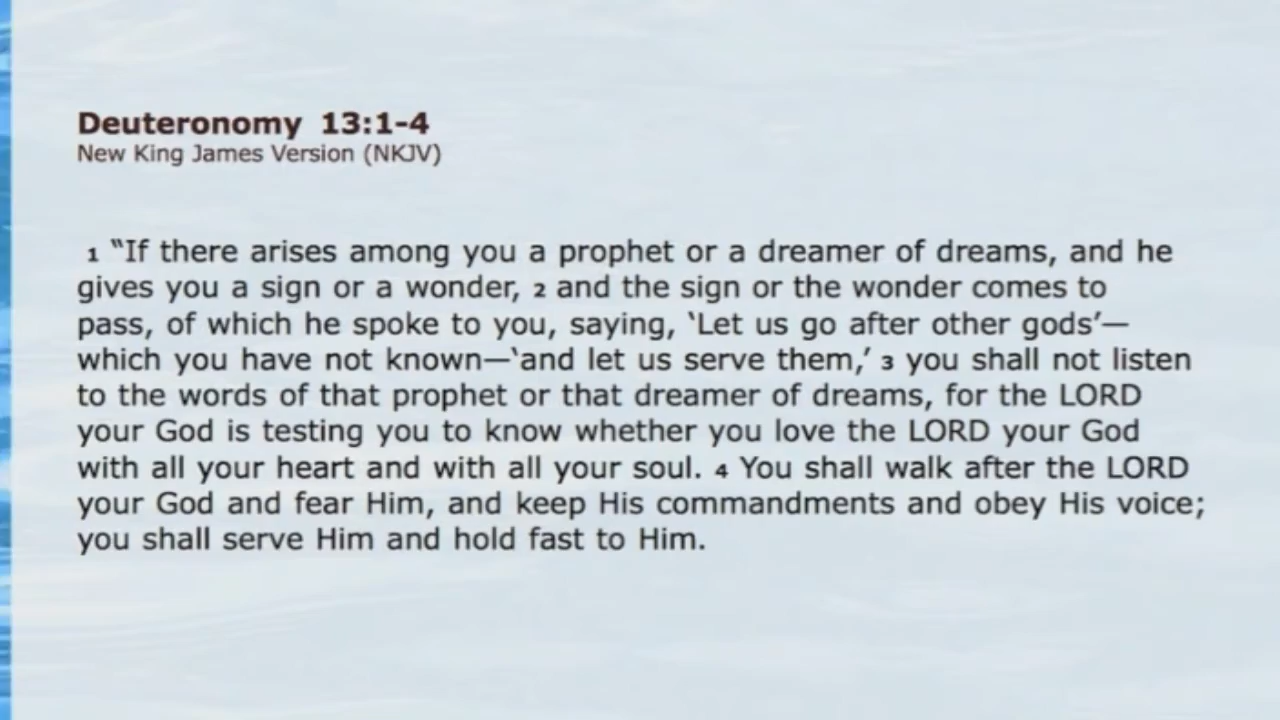 Deuteronomy 13:1-4
New King James Version (NKJV)
1 “If there arises among you a prophet or a dreamer of dreams, and he
gives you a sign or a wonder, 2 and the sign or the wonder comes to
pass, of which he spoke to you, saying, ‘Let us go after other gods’—
which you have not known—‘and let us serve them,’ 3 you shall not listen
to the words of that prophet or that dreamer of dreams, for the LORD
your God is testing you to know whether you love the LORD your God
with all your heart and with all your soul. 4 You shall walk after the LORD
your God and fear Him, and keep His commandments and obey His voice;
you shall serve Him and hold fast to Him.